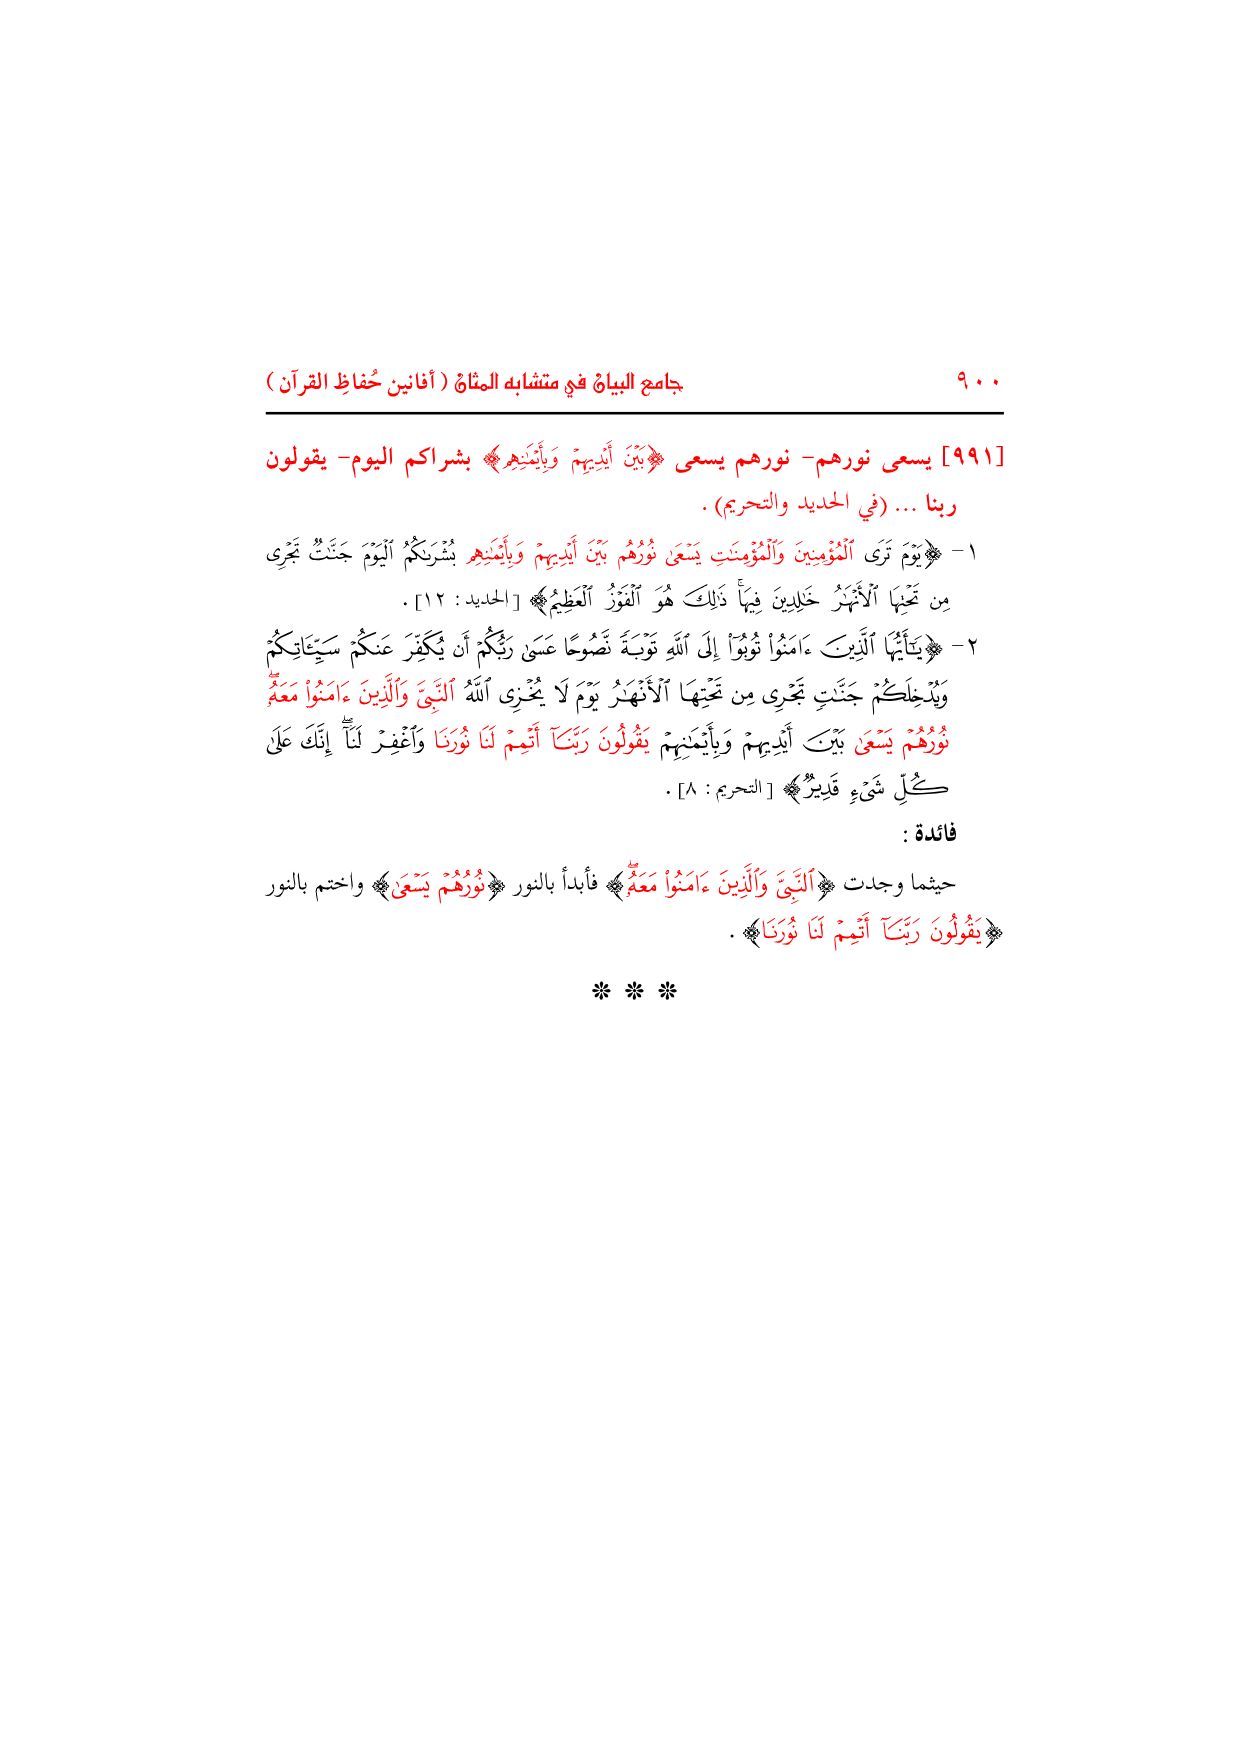 ٩٠٠ جامع البيان في متشابه المثان ( أفانين حُفاظِ القرآن )
[٩٩١] يسعى نورهم– نورهم يسعى ﴿بَيْنَ أَيْدِيهِمْ وَبِأَيْمَٰنِهِم﴾ بشراكم اليوم– يقولون
ربنا ... (في الحديد والتحريم) .
١– ﴿يَوْمَ تَرَى ٱلْمُؤْمِنِينَ وَٱلْمُؤْمِنَٰتِ يَسْعَىٰ نُورُهُم بَيْنَ أَيْدِيهِمْ وَبِأَيْمَٰنِهِم بُشْرَىٰكُمُ ٱلْيَوْمَ جَنَّٰتٌ تَجْرِى
مِن تَحْتِهَا ٱلْأَنْهَٰرُ خَٰلِدِينَ فِيهَا ۚ ذَٰلِكَ هُوَ ٱلْفَوْزُ ٱلْعَظِيمُ﴾ [الحديد : ١٢] .
٢– ﴿يَٰٓأَيُّهَا ٱلَّذِينَ ءَامَنُوا۟ تُوبُوٓا۟ إِلَى ٱللَّهِ تَوْبَةً نَّصُوحًا عَسَىٰ رَبُّكُمْ أَن يُكَفِّرَ عَنكُمْ سَيِّـَٔاتِكُمْ
وَيُدْخِلَكُمْ جَنَّٰتٍ تَجْرِى مِن تَحْتِهَا ٱلْأَنْهَٰرُ يَوْمَ لَا يُخْزِى ٱللَّهُ ٱلنَّبِىَّ وَٱلَّذِينَ ءَامَنُوا۟ مَعَهُۥ ۖ
نُورُهُمْ يَسْعَىٰ بَيْنَ أَيْدِيهِمْ وَبِأَيْمَٰنِهِمْ يَقُولُونَ رَبَّنَآ أَتْمِمْ لَنَا نُورَنَا وَٱغْفِرْ لَنَآ ۖ إِنَّكَ عَلَىٰ
كُلِّ شَىْءٍ قَدِيرٌ﴾ [التحريم : ٨] .
فائدة :
حيثما وجدت ﴿ٱلنَّبِىَّ وَٱلَّذِينَ ءَامَنُوا۟ مَعَهُۥ ۖ﴾ فأبدأ بالنور ﴿نُورُهُمْ يَسْعَىٰ﴾ واختم بالنور
﴿يَقُولُونَ رَبَّنَآ أَتْمِمْ لَنَا نُورَنَا﴾ .